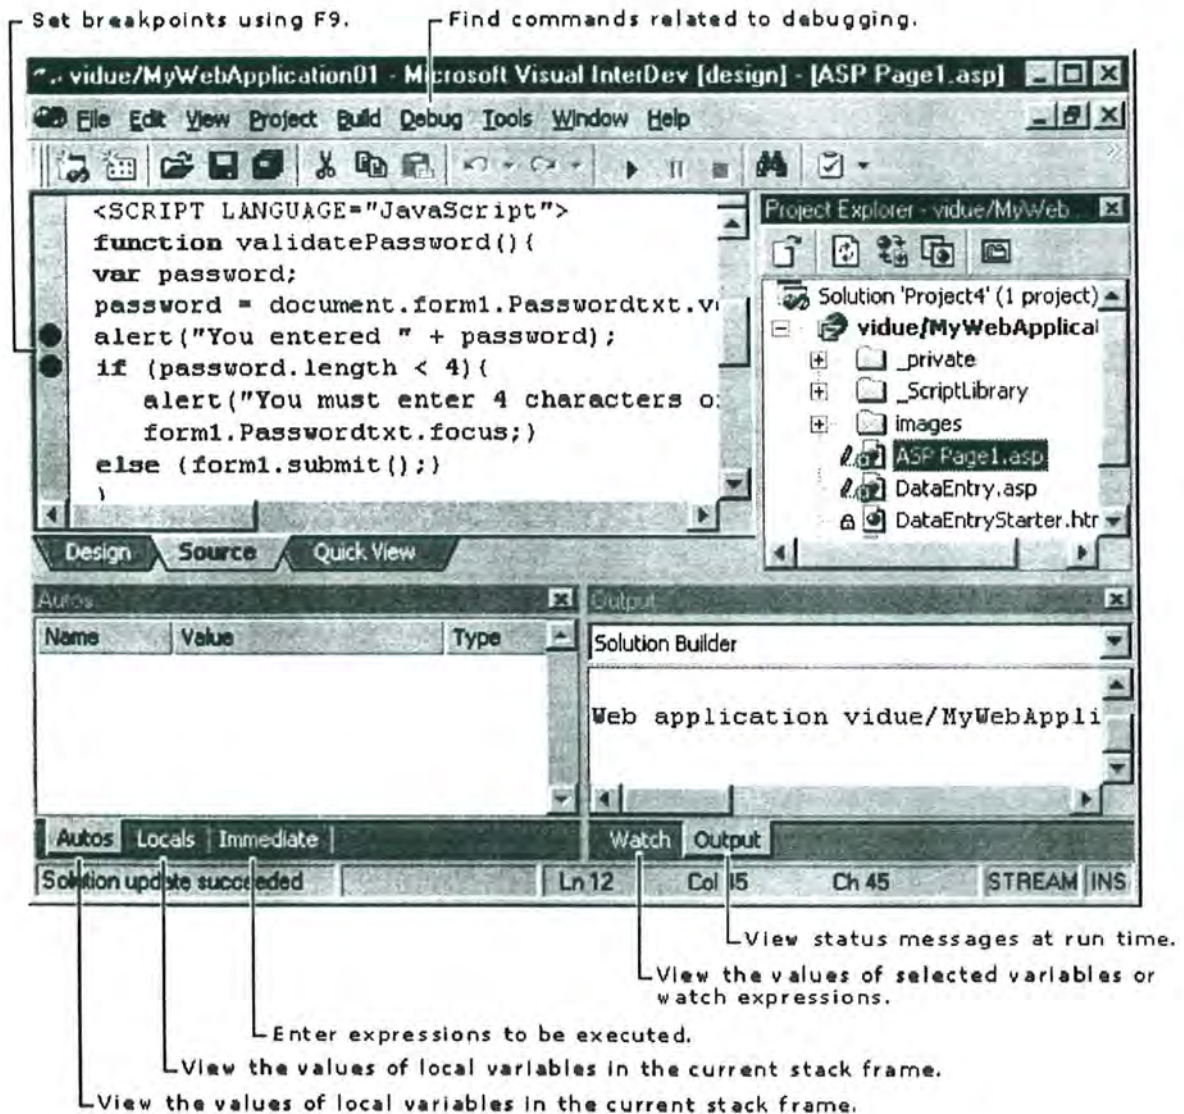 Set breakpoints using F9.
Find commands related to debugging.
vidue/MyWebApplication01 - Microsoft Visual InterDev [design] - [ASP Page1.asp]
File Edit View Project Build Debug Tools Window Help
<SCRIPT LANGUAGE="JavaScript">
function validatePassword(){
var password;
password = document.form1.Passwordtxt.v
alert("You entered " + password);
if (password.length < 4){
alert("You must enter 4 characters o
form1.Passwordtxt.focus;}
else {form1.submit();}
}
Design Source Quick View
Project Explorer - vidue/MyWeb
Solution 'Project4' (1 project)
vidue/MyWebApplica
_private
_ScriptLibrary
images
ASP Page1.asp
DataEntry.asp
DataEntryStarter.htr
Autos
Name Value Type
Autos Locals Immediate
Output
Solution Builder
Web application vidue/MyWebAppli
Watch Output
Solution update succeeded Ln 12 Col 45 Ch 45 STREAM INS
View status messages at run time.
View the values of selected variables or
watch expressions.
Enter expressions to be executed.
View the values of local variables in the current stack frame.
View the values of local variables in the current stack frame.